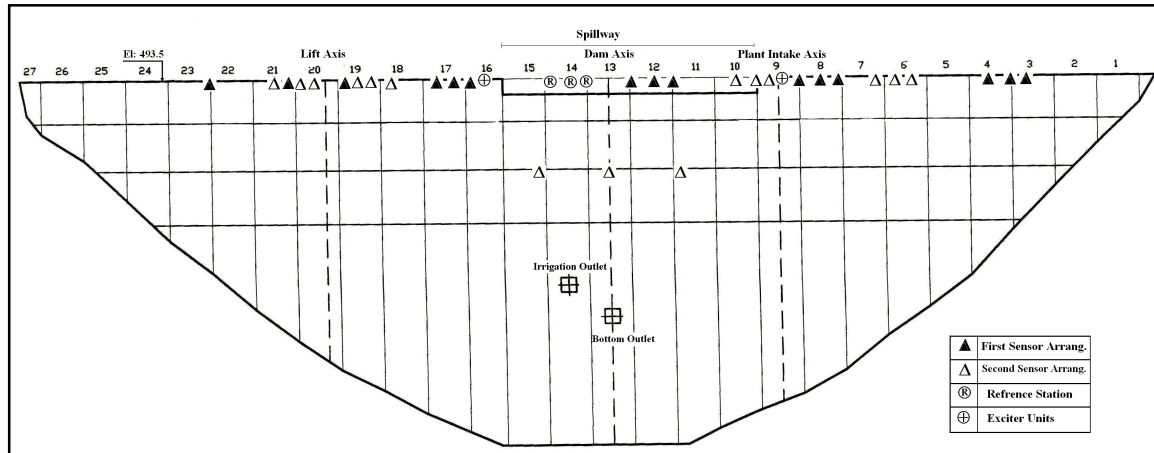 Spillway
El: 493.5
Lift Axis
Dam Axis
Plant Intake Axis
27 26 25 24 23 22 21 20 19 18 17 16 15 14 13 12 11 10 9 8 7 6 5 4 3 2 1
R R R
Irrigation Outlet
Bottom Outlet
First Sensor Arrang.
Second Sensor Arrang.
R Refrence Station
Exciter Units